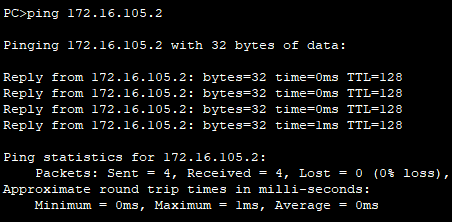 PC>ping 172.16.105.2
Pinging 172.16.105.2 with 32 bytes of data:
Reply from 172.16.105.2: bytes=32 time=0ms TTL=128
Reply from 172.16.105.2: bytes=32 time=0ms TTL=128
Reply from 172.16.105.2: bytes=32 time=0ms TTL=128
Reply from 172.16.105.2: bytes=32 time=1ms TTL=128
Ping statistics for 172.16.105.2:
Packets: Sent = 4, Received = 4, Lost = 0 (0% loss),
Approximate round trip times in milli-seconds:
Minimum = 0ms, Maximum = 1ms, Average = 0ms